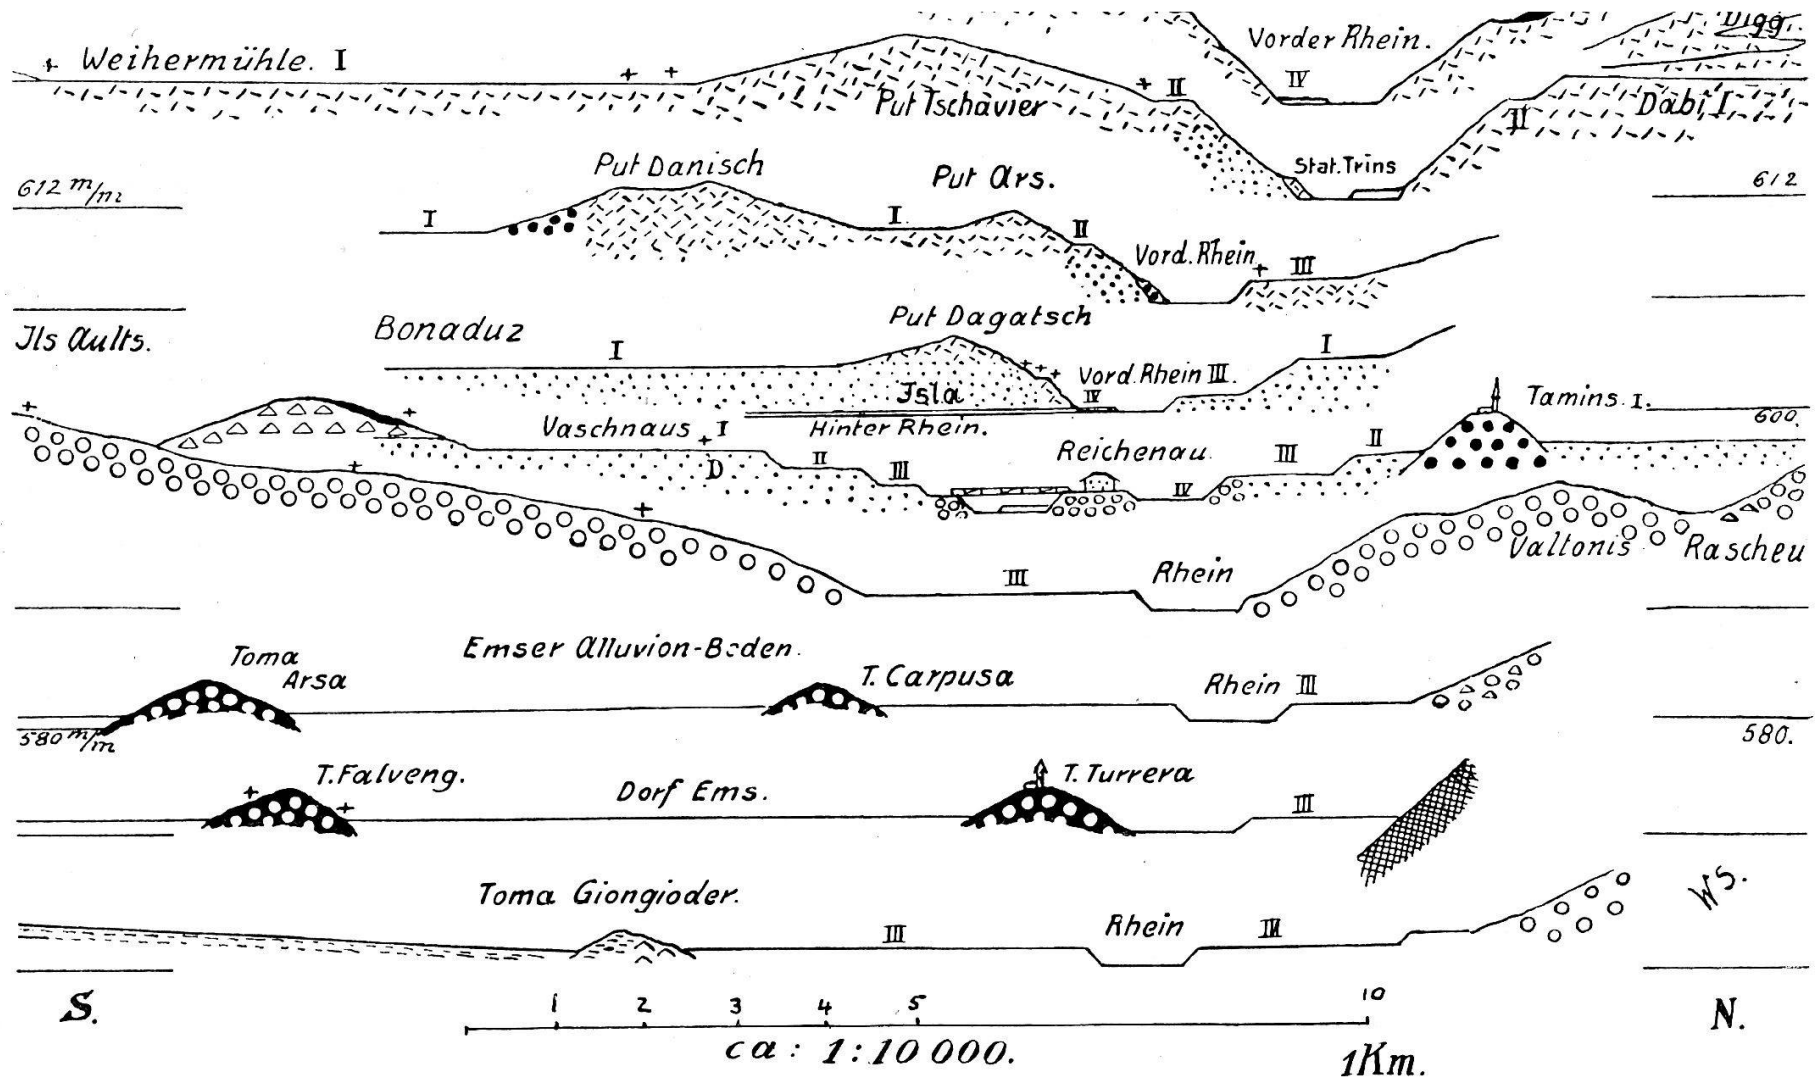 Digg.
Vorder Rhein.
Weihermühle. I
IV
II
Put Tschavier
II
Dabi I
Stat. Trins
Put Danisch
Put Ars.
612 m/m
612
I
I.
II
Vord. Rhein
III
Put Dagatsch
Jls Aults.
Bonaduz
I
I
Vord. Rhein III.
Jsla
IV
Tamins. I.
600.
Vaschnaus I
Hinter Rhein.
Reichenau.
D
II
III
IV
III
II
Valtonis
Rascheu
III
Rhein
Emser Alluvion-Boden.
Toma
Arsa
T. Carpusa
Rhein III
580 m/m
580.
T. Falveng.
Dorf Ems.
T. Turrera
III
Toma Giongioder.
III
Rhein
III
WS.
S.
1 2 3 4 5 10
N.
ca: 1:10 000.
1Km.